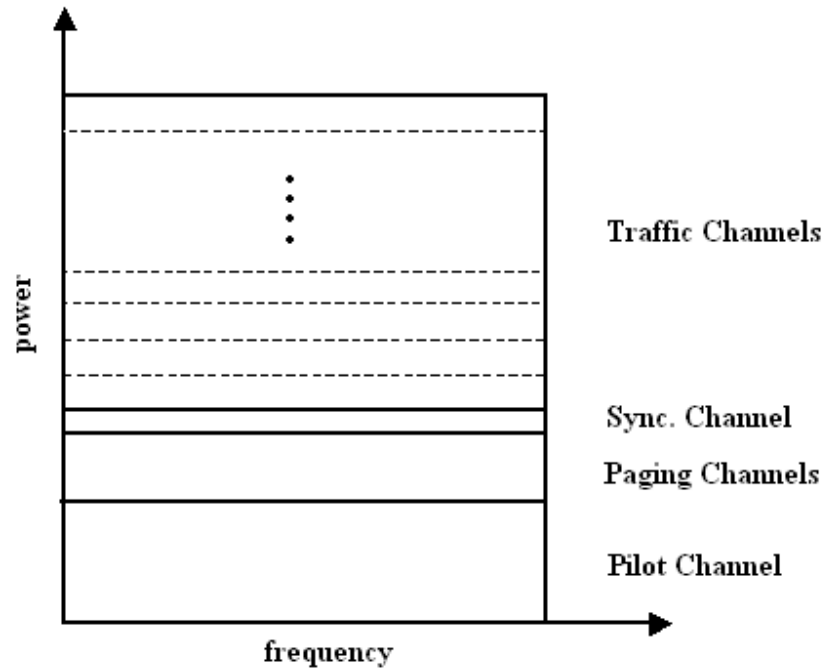 Traffic Channels
power
Sync. Channel
Paging Channels
Pilot Channel
frequency